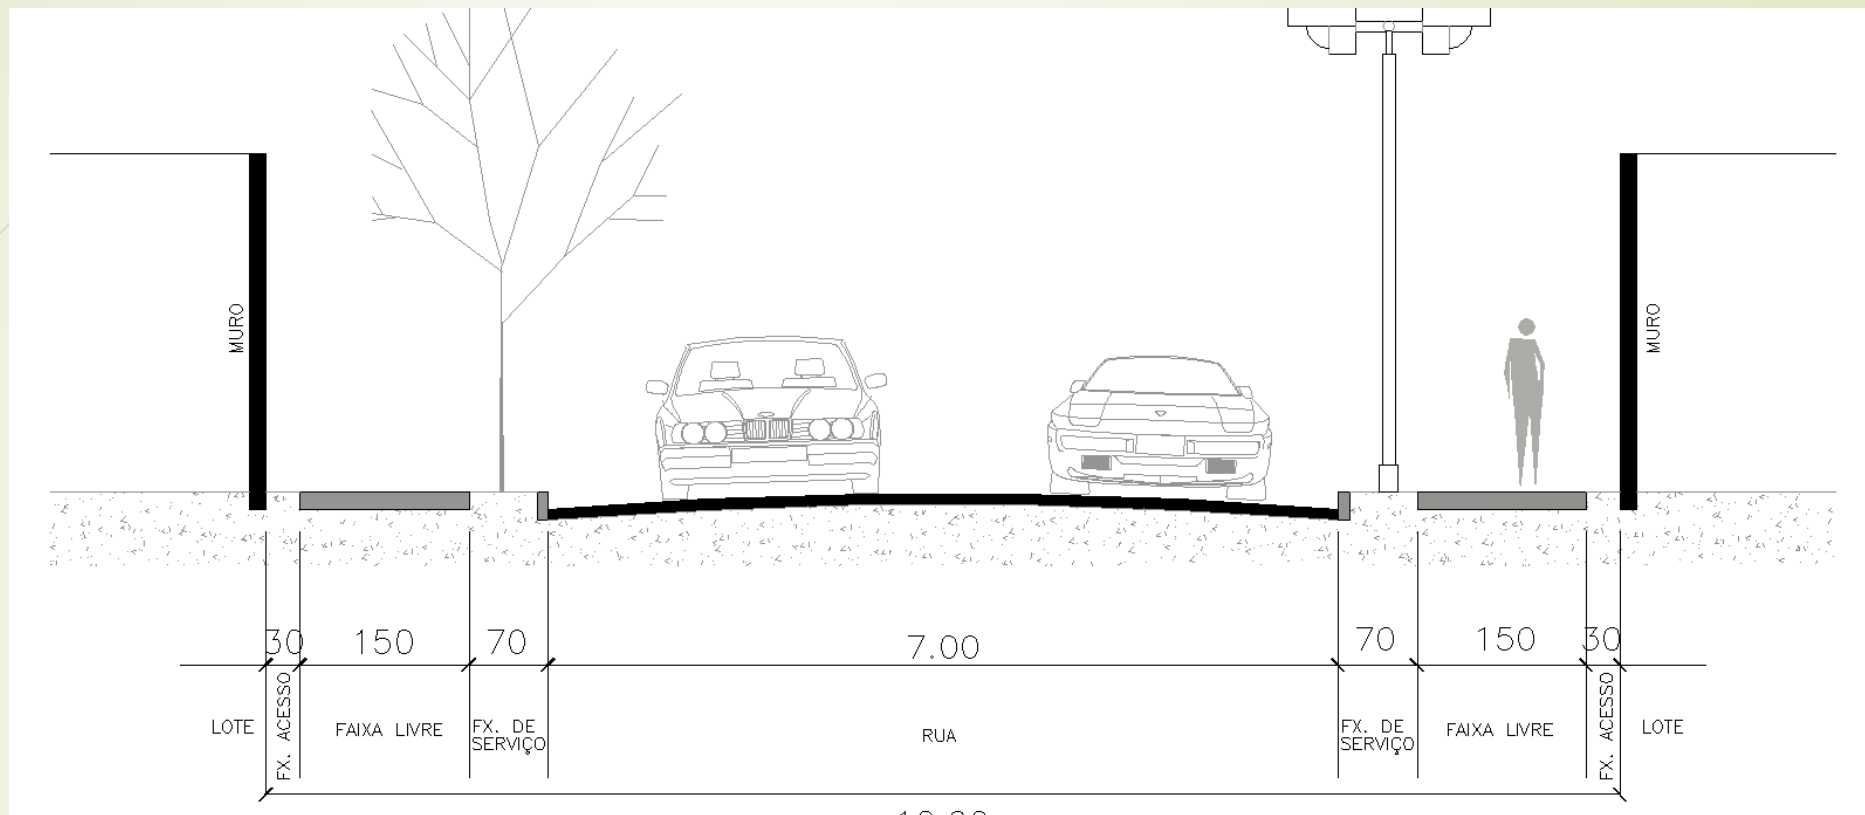 MURO
MURO
30
150
70
7.00
70
150
30
LOTE
FX. ACESSO
FAIXA LIVRE
FX. DE
SERVIÇO
RUA
FX. DE
SERVIÇO
FAIXA LIVRE
FX. ACESSO
LOTE